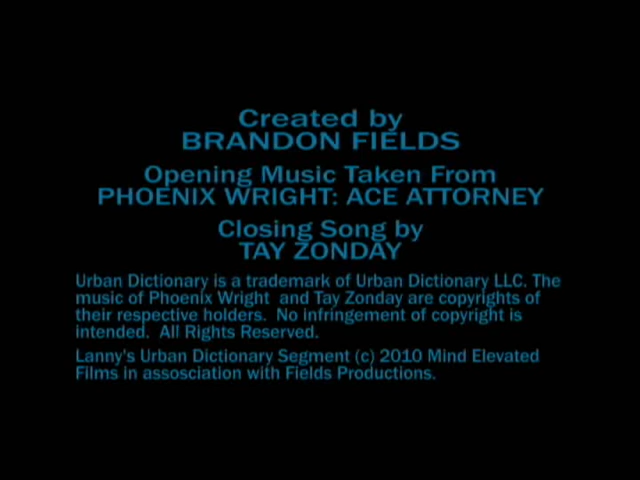 Created by
BRANDON FIELDS
Opening Music Taken From
PHOENIX WRIGHT: ACE ATTORNEY
Closing Song by
TAY ZONDAY
Urban Dictionary is a trademark of Urban Dictionary LLC. The
music of Phoenix Wright  and Tay Zonday are copyrights of
their respective holders.  No infringement of copyright is
intended.  All Rights Reserved.
Lanny's Urban Dictionary Segment (c) 2010 Mind Elevated
Films in assosciation with Fields Productions.